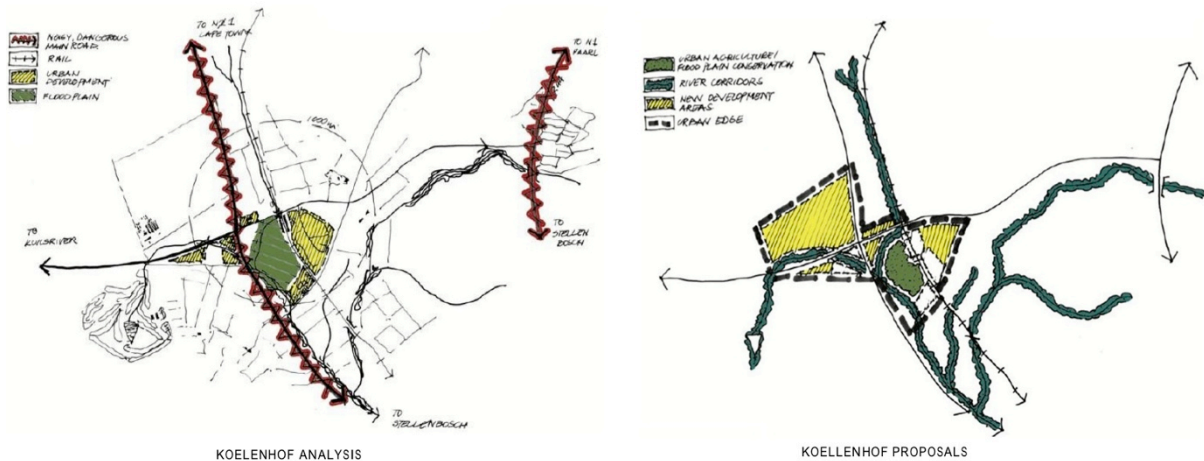 NOISY, DANGEROUS
MAIN ROAD
RAIL
URBAN
DEVELOPMENT
FLOOD PLAIN
TO N1
CAPE TOWN
TO N1
PAARL
1000m
TO
KUILSRIVER
TO
STELLEN
BOSCH
TO
STELLENBOSCH
KOELENHOF ANALYSIS
URBAN AGRICULTURE/
FLOOD PLAIN CONSERVATION
RIVER CORRIDORS
NEW DEVELOPMENT
AREAS
URBAN EDGE
KOELLENHOF PROPOSALS